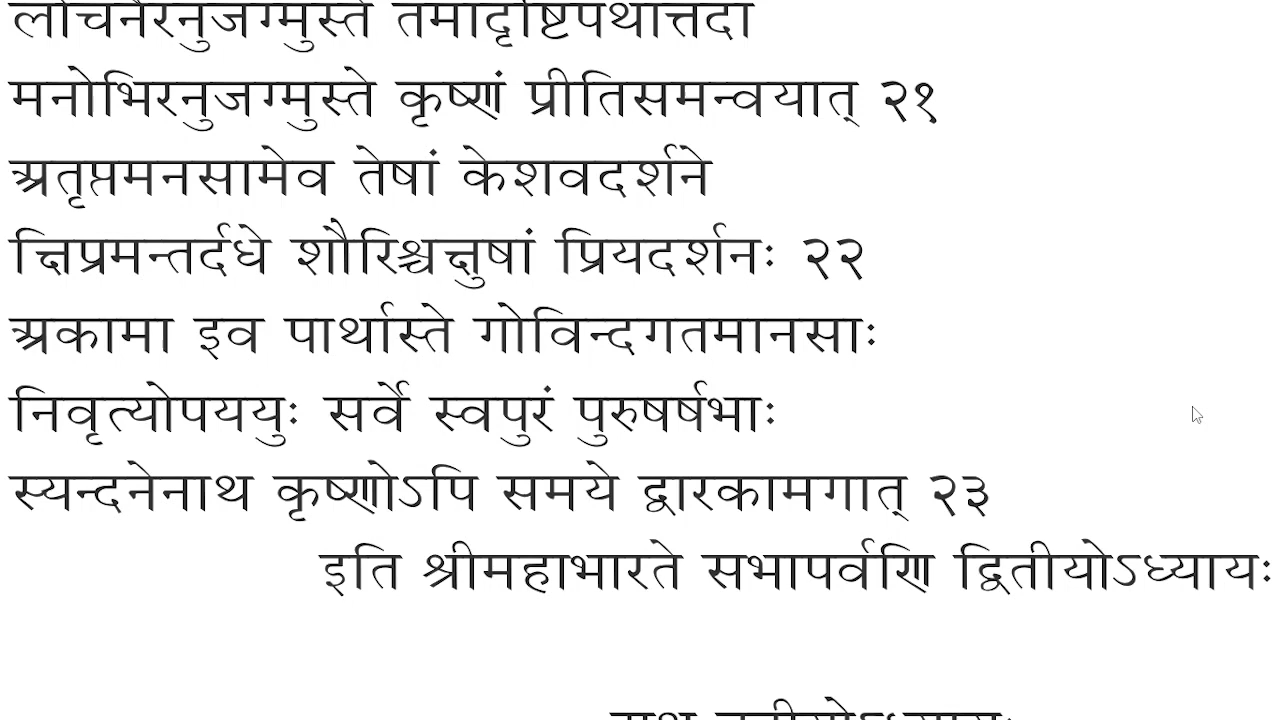 लोचनैरनुजग्मुस्ते तमादृष्टिपथात्तदा
मनोभिरनुजग्मुस्ते कृष्णं प्रीतिसमन्वयात् २१
अतृप्तमनसामेव तेषां केशवदर्शने
क्षिप्रमन्तर्दधे शौरिश्चक्षुषां प्रियदर्शनः २२
अकामा इव पार्थास्ते गोविन्दगतमानसाः
निवृत्योपययुः सर्वे स्वपुरं पुरुषर्षभाः
स्यन्दनेनाथ कृष्णोऽपि समये द्वारकामगात् २३
इति श्रीमहाभारते सभापर्वणि द्वितीयोऽध्यायः